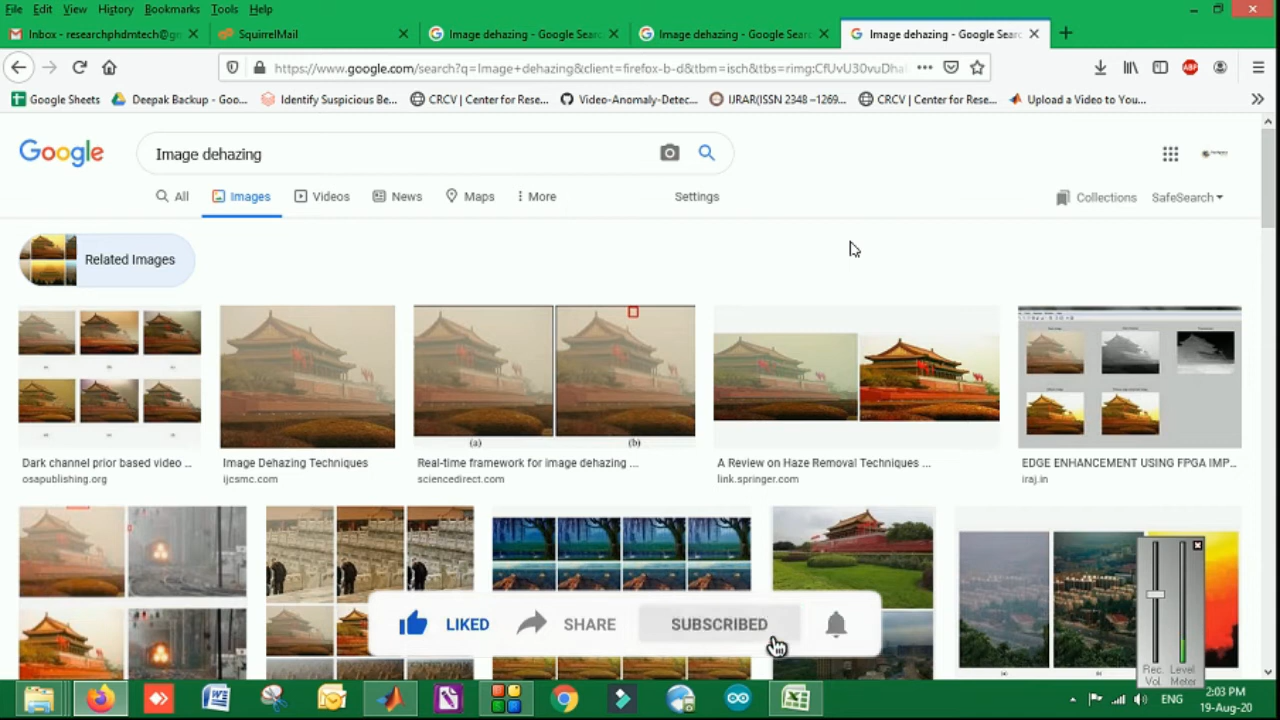 File Edit View History Bookmarks Tools Help
Inbox - researchphdmtech@gm
SquirrelMail
Image dehazing - Google Searc
Image dehazing - Google Searc
Image dehazing - Google Searc
https://www.google.com/search?q=Image+dehazing&client=firefox-b-d&tbm=isch&tbs=rimg:CfUvU30vuDhal
ABP
Google Sheets
Deepak Backup - Goo...
Identify Suspicious Be...
CRCV | Center for Rese...
Video-Anomaly-Detec...
IJRAR(ISSN 2348 –1269...
CRCV | Center for Rese...
Upload a Video to You...
Google
Image dehazing
All Images Videos News Maps More Settings Collections SafeSearch
Related Images
(a) (b)
Dark channel prior based video ...
osapublishing.org
Image Dehazing Techniques
ijcsmc.com
Real-time framework for image dehazing ...
sciencedirect.com
A Review on Haze Removal Techniques ...
link.springer.com
EDGE ENHANCEMENT USING FPGA IMP...
iraj.in
LIKED SHARE SUBSCRIBED
Rec. Vol
Level Meter
ENG
2:03 PM
19-Aug-20